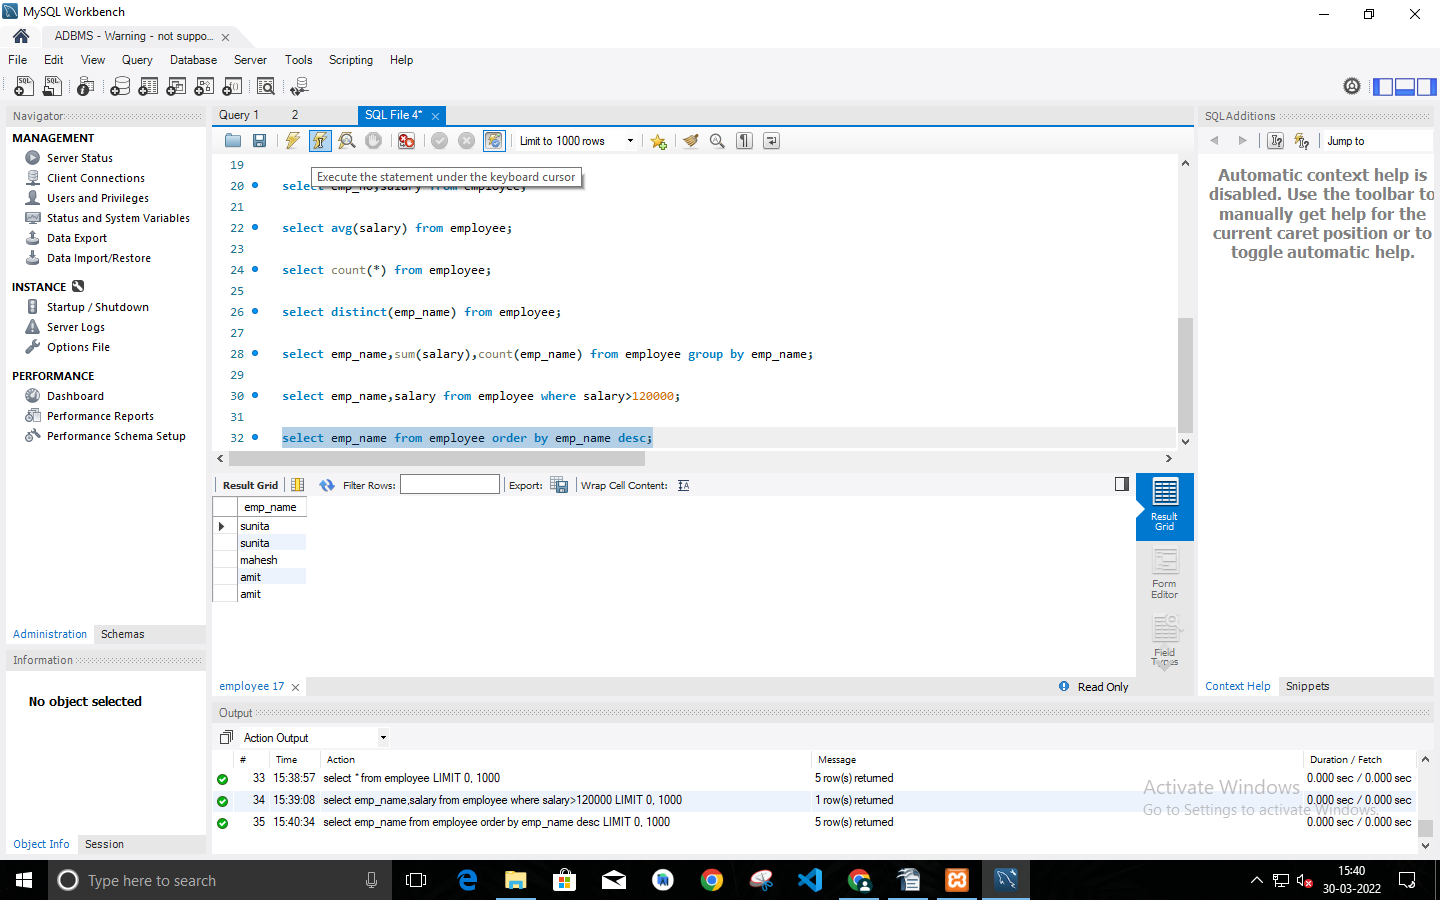 MySQL Workbench
ADBMS - Warning - not suppo...
File Edit View Query Database Server Tools Scripting Help
Navigator
MANAGEMENT
Server Status
Client Connections
Users and Privileges
Status and System Variables
Data Export
Data Import/Restore
INSTANCE
Startup / Shutdown
Server Logs
Options File
PERFORMANCE
Dashboard
Performance Reports
Performance Schema Setup
Administration Schemas
Information
No object selected
Object Info Session
Query 1 2 SQL File 4*
Limit to 1000 rows
Execute the statement under the keyboard cursor
19
20 select emp_no,salary from employee;
21
22 select avg(salary) from employee;
23
24 select count(*) from employee;
25
26 select distinct(emp_name) from employee;
27
28 select emp_name,sum(salary),count(emp_name) from employee group by emp_name;
29
30 select emp_name,salary from employee where salary>120000;
31
32 select emp_name from employee order by emp_name desc;
Result Grid Filter Rows: Export: Wrap Cell Content:
emp_name
sunita
sunita
mahesh
amit
amit
Result
Grid
Form
Editor
Field
Types
employee 17
Read Only
SQLAdditions
Jump to
Automatic context help is
disabled. Use the toolbar to
manually get help for the
current caret position or to
toggle automatic help.
Context Help Snippets
Output
Action Output
# Time Action Message Duration / Fetch
33 15:38:57 select * from employee LIMIT 0, 1000 5 row(s) returned 0.000 sec / 0.000 sec
34 15:39:08 select emp_name,salary from employee where salary>120000 LIMIT 0, 1000 1 row(s) returned 0.000 sec / 0.000 sec
35 15:40:34 select emp_name from employee order by emp_name desc LIMIT 0, 1000 5 row(s) returned 0.000 sec / 0.000 sec
Activate Windows
Go to Settings to activate Windows.
Type here to search
15:40
30-03-2022